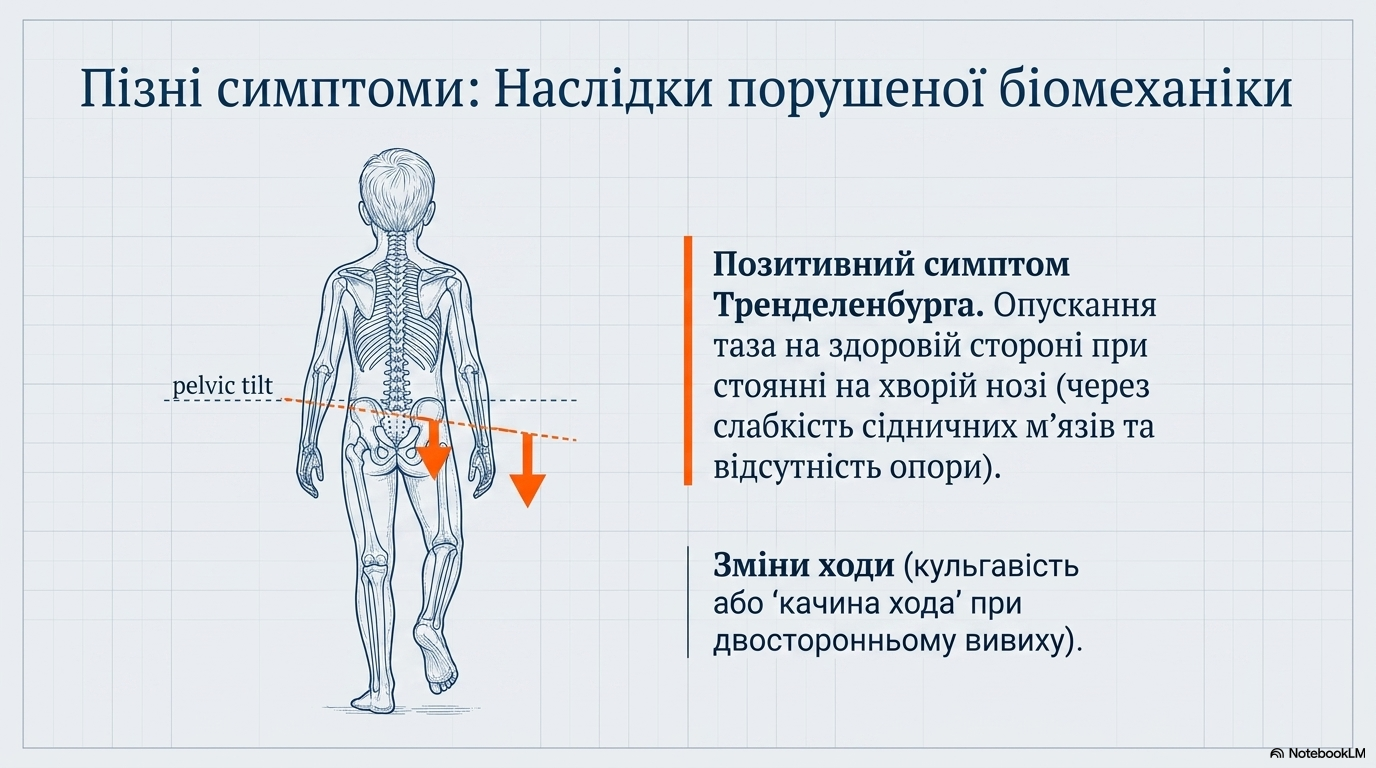 Пізні симптоми: Наслідки порушеної біомеханіки
pelvic tilt
Позитивний симптом
Тренделенбурга. Опускання
таза на здоровій стороні при
стоянні на хворій нозі (через
слабкість сідничних м’язів та
відсутність опори).
Зміни ходи (кульгавість
або ‘качина хода’ при
двосторонньому вивиху).
NotebookLM